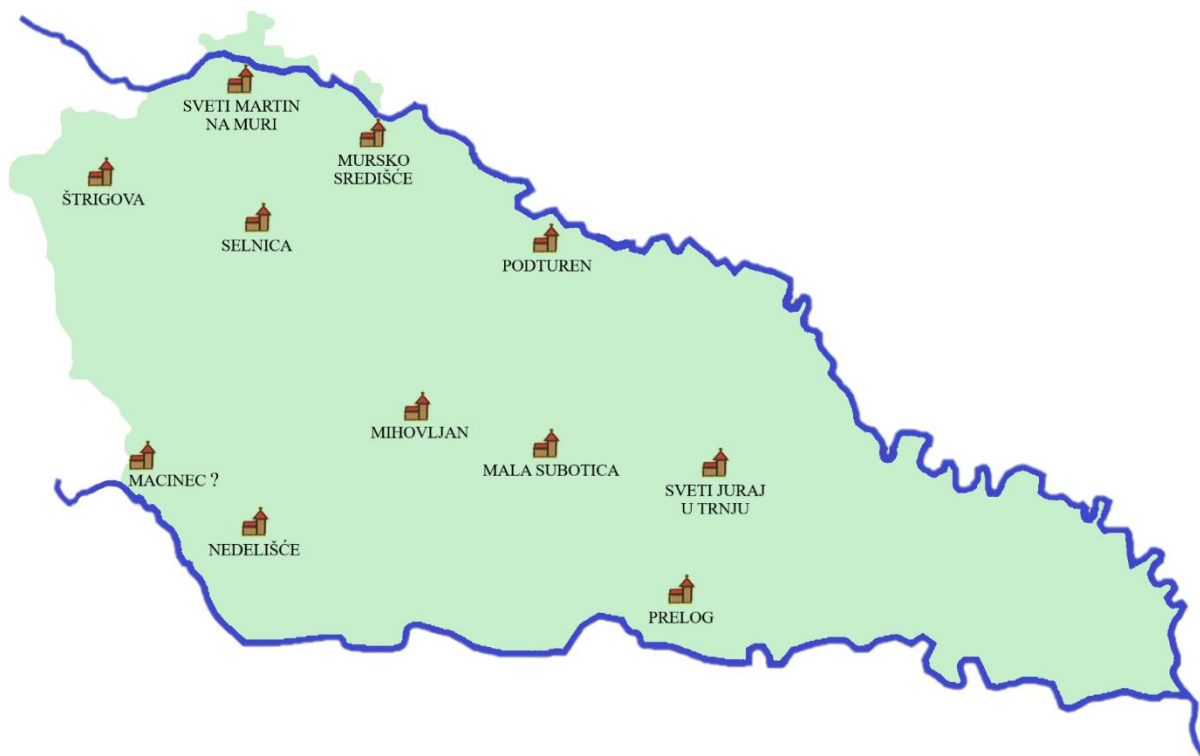 SVETI MARTIN
NA MURI
MURSKO
SREDIŠĆE
ŠTRIGOVA
SELNICA
PODTUREN
MIHOVLJAN
MALA SUBOTICA
MACINEC ?
SVETI JURAJ
U TRNJU
NEDELIŠĆE
PRELOG